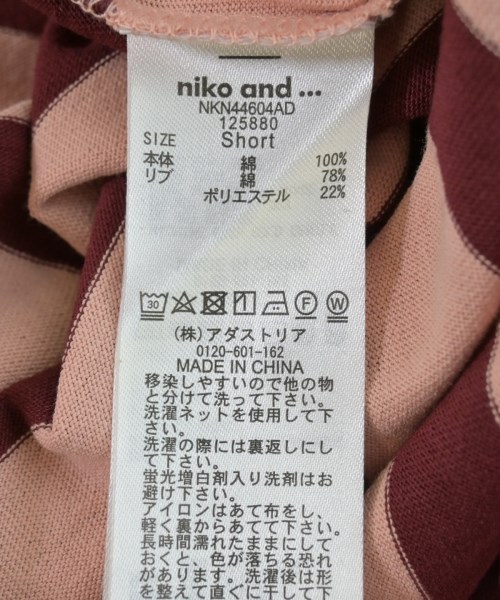 niko and ...
NKN44604AD
125880
SIZE Short
本体 綿 100%
リブ 綿 78%
ポリエステル 22%
30 F W
(株)アダストリア
0120-601-162
MADE IN CHINA
移染しやすいので他の物
と分けて洗って下さい。
洗濯ネットを使用して下
さい。
洗濯の際には裏返しにし
て下さい。
蛍光増白剤入り洗剤はお
避け下さい。
アイロンはあて布をし、
軽く裏からあてて下さい。
長時間濡れたままにして
おくと、色が落ちる恐れ
があります。洗濯後は形
を整えて直ぐに干して下